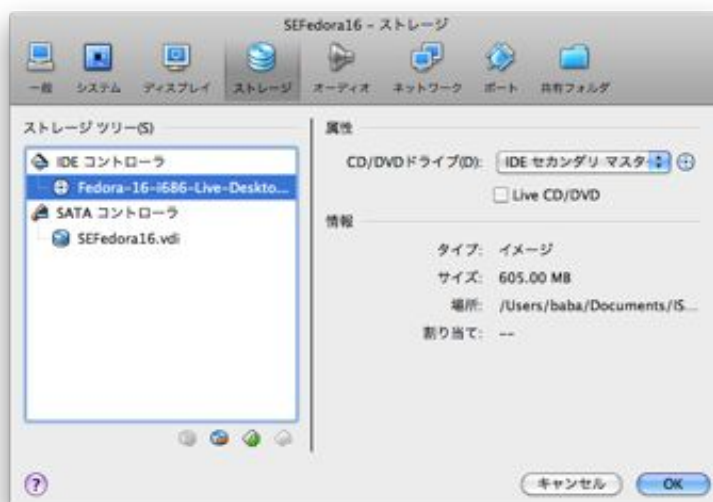 SEFedora16 – ストレージ
一般 システム ディスプレイ ストレージ オーディオ ネットワーク ポート 共有フォルダ
ストレージ ツリー(S)
IDE コントローラ
Fedora-16-i686-Live-Deskto...
SATA コントローラ
SEFedora16.vdi
属性
CD/DVDドライブ(D): IDE セカンダリ マスター
Live CD/DVD
情報
タイプ: イメージ
サイズ: 605.00 MB
場所: /Users/baba/Documents/IS...
割り当て: --
?
キャンセル OK